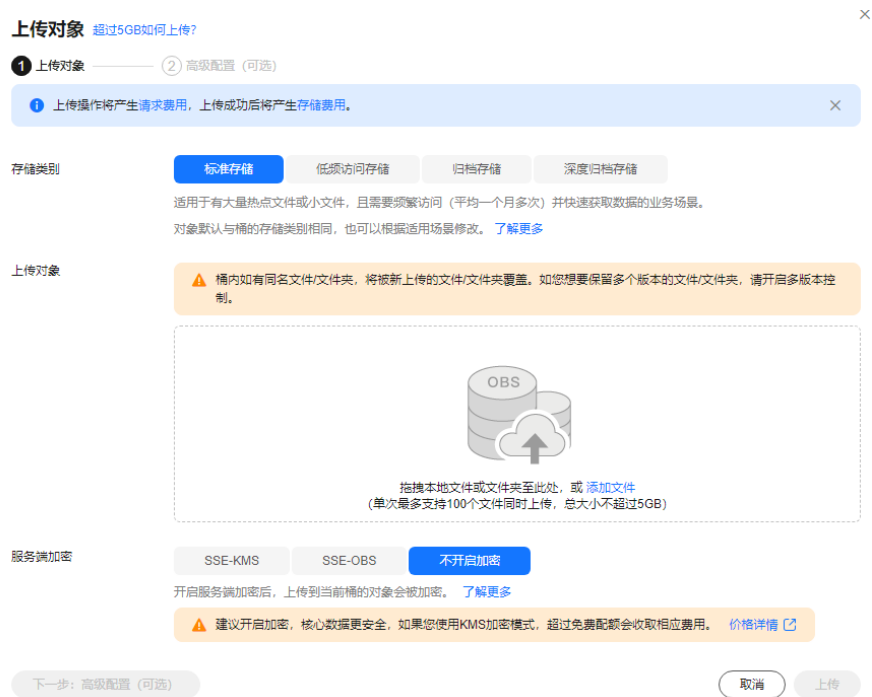 上传对象 超过5GB如何上传?
1 上传对象 2 高级配置（可选）
上传操作将产生请求费用，上传成功后将产生存储费用。
存储类别 标准存储 低频访问存储 归档存储 深度归档存储
适用于有大量热点文件或小文件，且需要频繁访问（平均一个月多次）并快速获取数据的业务场景。
对象默认与桶的存储类别相同，也可以根据适用场景修改。 了解更多
上传对象
桶内如有同名文件/文件夹，将被新上传的文件/文件夹覆盖。如您想要保留多个版本的文件/文件夹，请开启多版本控
制。
OBS
拖拽本地文件或文件夹至此处，或 添加文件
(单次最多支持100个文件同时上传，总大小不超过5GB)
服务端加密 SSE-KMS SSE-OBS 不开启加密
开启服务端加密后，上传到当前桶的对象会被加密。 了解更多
建议开启加密，核心数据更安全，如果您使用KMS加密模式，超过免费配额会收取相应费用。 价格详情
下一步：高级配置（可选） 取消 上传